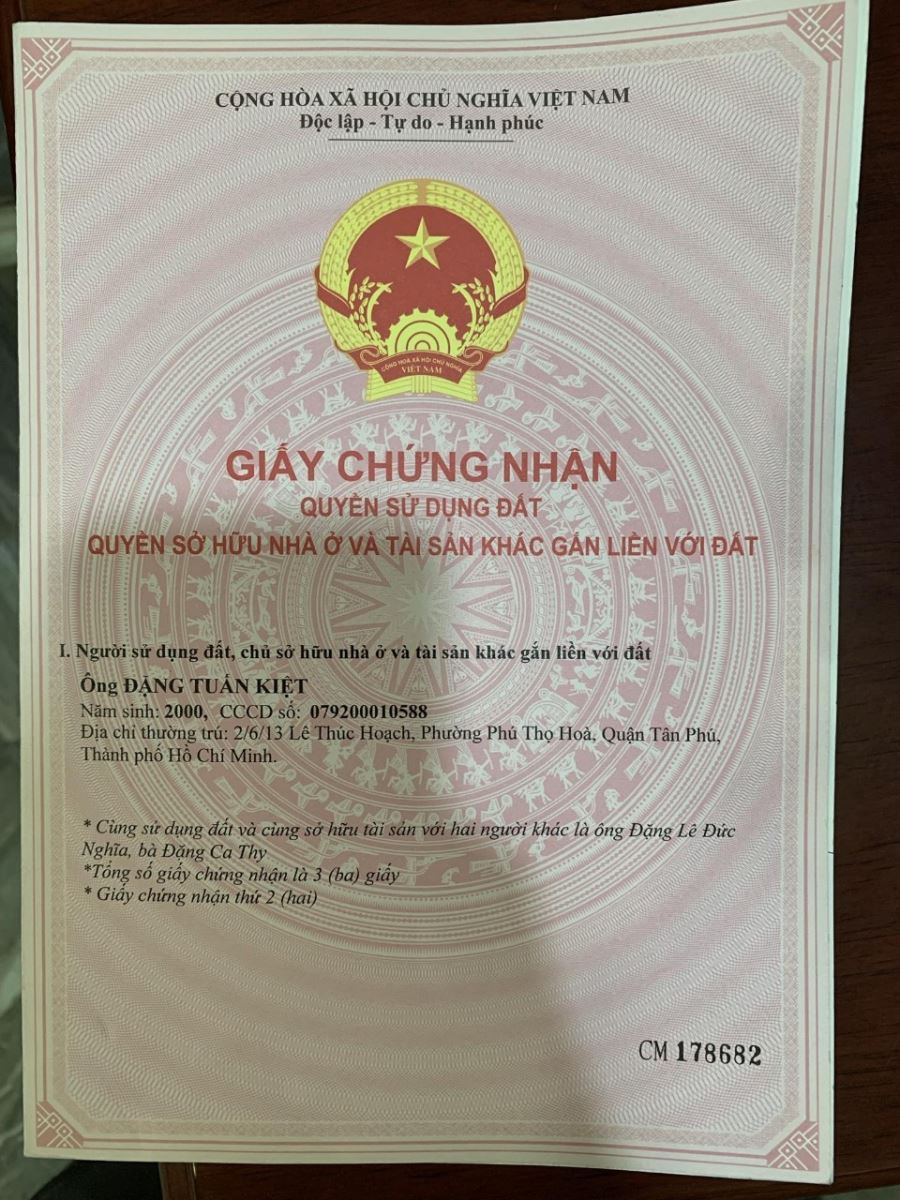 CỘNG HÒA XÃ HỘI CHỦ NGHĨA VIỆT NAM
Độc lập - Tự do - Hạnh phúc
CỘNG HOÀ XÃ HỘI CHỦ NGHĨA
VIỆT NAM
GIẤY CHỨNG NHẬN
QUYỀN SỬ DỤNG ĐẤT
QUYỀN SỞ HỮU NHÀ Ở VÀ TÀI SẢN KHÁC GẮN LIỀN VỚI ĐẤT
I. Người sử dụng đất, chủ sở hữu nhà ở và tài sản khác gắn liền với đất
Ông ĐẶNG TUẤN KIỆT
Năm sinh: 2000, CCCD số: 079200010588
Địa chỉ thường trú: 2/6/13 Lê Thúc Hoạch, Phường Phú Thọ Hoà, Quận Tân Phú,
Thành phố Hồ Chí Minh.
* Cùng sử dụng đất và cùng sở hữu tài sản với hai người khác là ông Đặng Lê Đức
Nghĩa, bà Đặng Ca Thy
*Tổng số giấy chứng nhận là 3 (ba) giấy
* Giấy chứng nhận thứ 2 (hai)
CM 178682